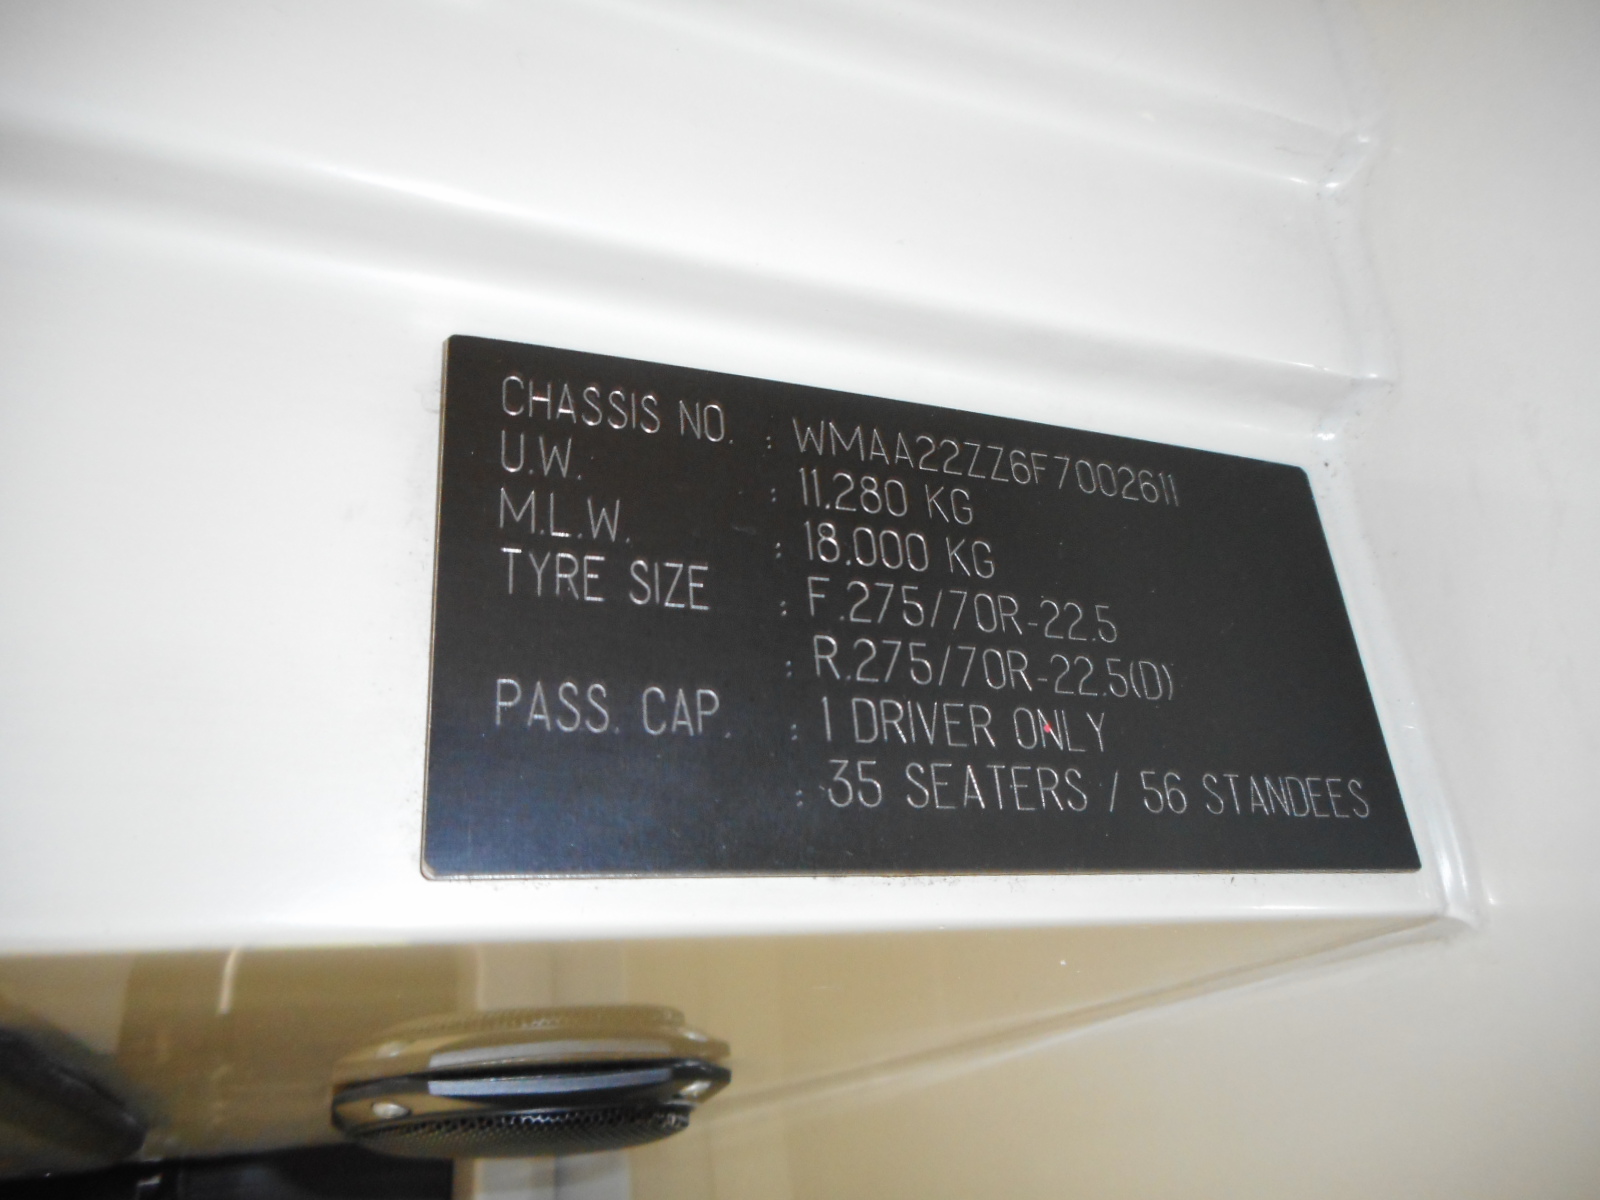 CHASSIS NO. : WMAA22ZZ6F7002611
U.W. : 11.280 KG
M.L.W. : 18.000 KG
TYRE SIZE : F.275/70R-22.5
: R.275/70R-22.5(D)
PASS. CAP. : 1 DRIVER ONLY
: 35 SEATERS / 56 STANDEES